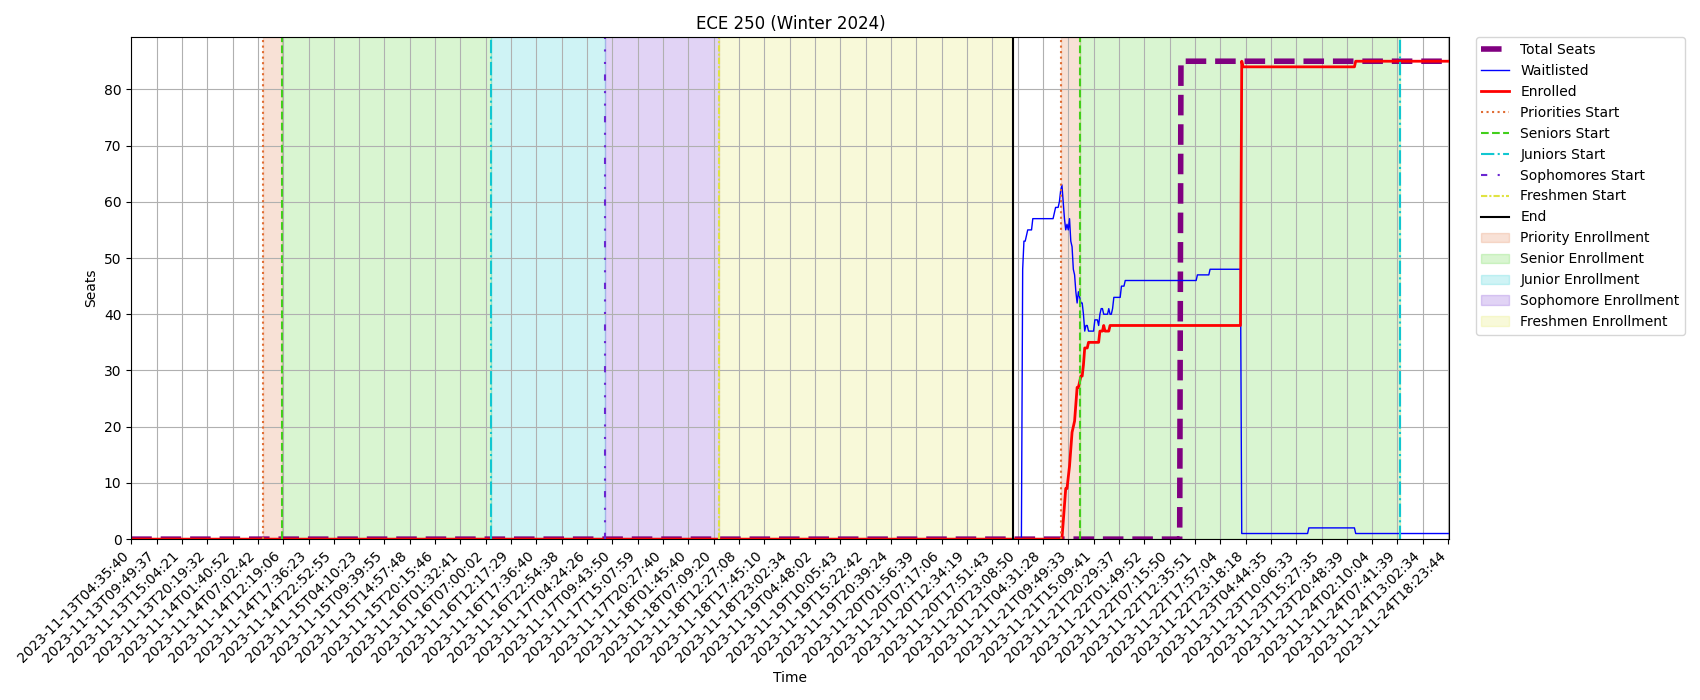 ECE 250 (Winter 2024)
Seats
80
70
60
50
40
30
20
10
0
2023-11-13T04:35:40
2023-11-13T09:49:37
2023-11-13T15:04:21
2023-11-13T20:19:32
2023-11-14T01:40:52
2023-11-14T07:02:42
2023-11-14T12:19:06
2023-11-14T17:36:23
2023-11-14T22:52:55
2023-11-15T04:10:23
2023-11-15T09:39:55
2023-11-15T14:57:48
2023-11-15T20:15:46
2023-11-16T01:32:41
2023-11-16T07:00:02
2023-11-16T12:17:29
2023-11-16T17:36:40
2023-11-16T22:54:38
2023-11-17T04:24:26
2023-11-17T09:43:50
2023-11-17T15:07:59
2023-11-17T20:27:40
2023-11-18T01:45:40
2023-11-18T07:09:20
2023-11-18T12:27:08
2023-11-18T17:45:10
2023-11-18T23:02:34
2023-11-19T04:48:02
2023-11-19T10:05:43
2023-11-19T15:22:42
2023-11-19T20:39:24
2023-11-20T01:56:39
2023-11-20T07:17:06
2023-11-20T12:34:19
2023-11-20T17:51:43
2023-11-20T23:08:50
2023-11-21T04:31:28
2023-11-21T09:49:33
2023-11-21T15:09:41
2023-11-21T20:29:37
2023-11-22T01:49:52
2023-11-22T07:15:50
2023-11-22T12:35:51
2023-11-22T17:57:04
2023-11-22T23:18:18
2023-11-23T04:44:35
2023-11-23T10:06:33
2023-11-23T15:27:35
2023-11-23T20:48:39
2023-11-24T02:10:04
2023-11-24T07:41:39
2023-11-24T13:02:34
2023-11-24T18:23:44
Time
Total Seats
Waitlisted
Enrolled
Priorities Start
Seniors Start
Juniors Start
Sophomores Start
Freshmen Start
End
Priority Enrollment
Senior Enrollment
Junior Enrollment
Sophomore Enrollment
Freshmen Enrollment